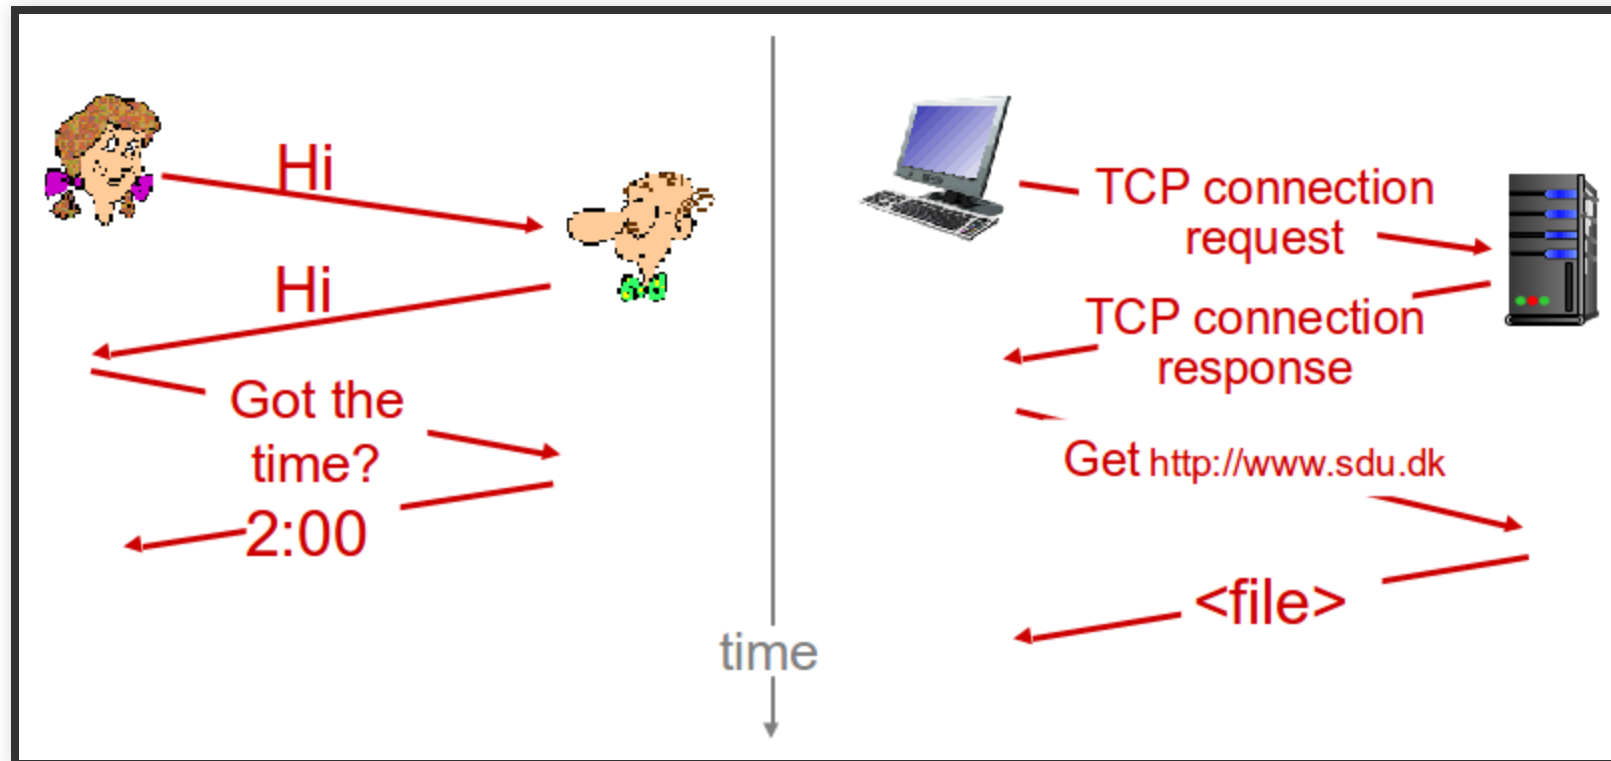 Hi
Hi
Got the
time?
2:00
time
TCP connection
request
TCP connection
response
Get http://www.sdu.dk
<file>